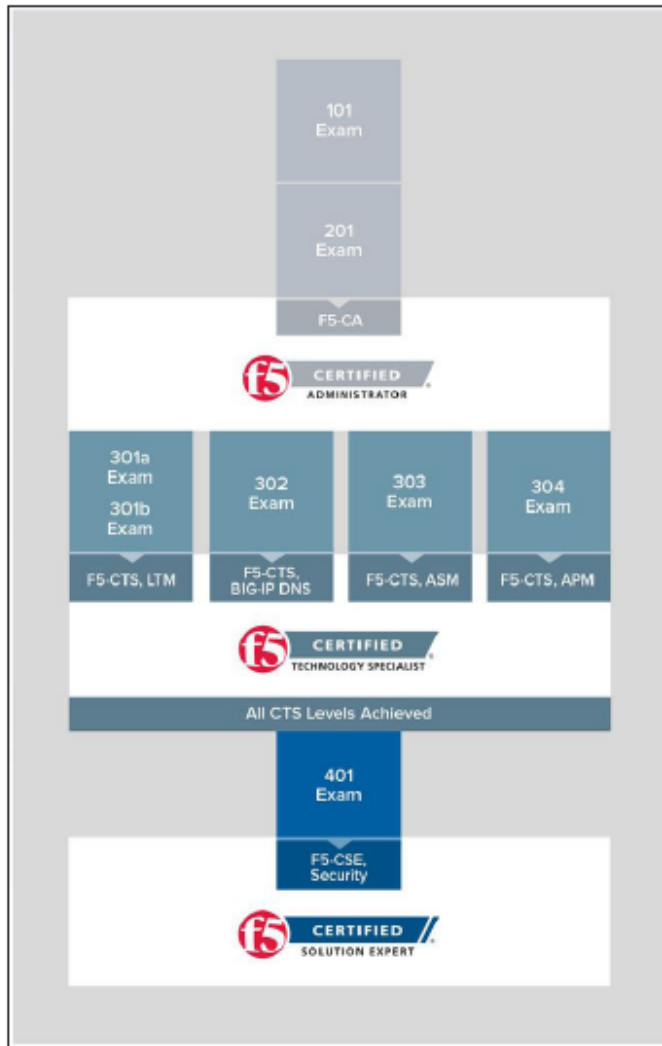 101
Exam
201
Exam
F5-CA
f5 CERTIFIED
ADMINISTRATOR
301a
Exam
301b
Exam
302
Exam
303
Exam
304
Exam
F5-CTS, LTM
F5-CTS,
BIG-IP DNS
F5-CTS, ASM
F5-CTS, APM
f5 CERTIFIED
TECHNOLOGY SPECIALIST
All CTS Levels Achieved
401
Exam
F5-CSE,
Security
f5 CERTIFIED
SOLUTION EXPERT